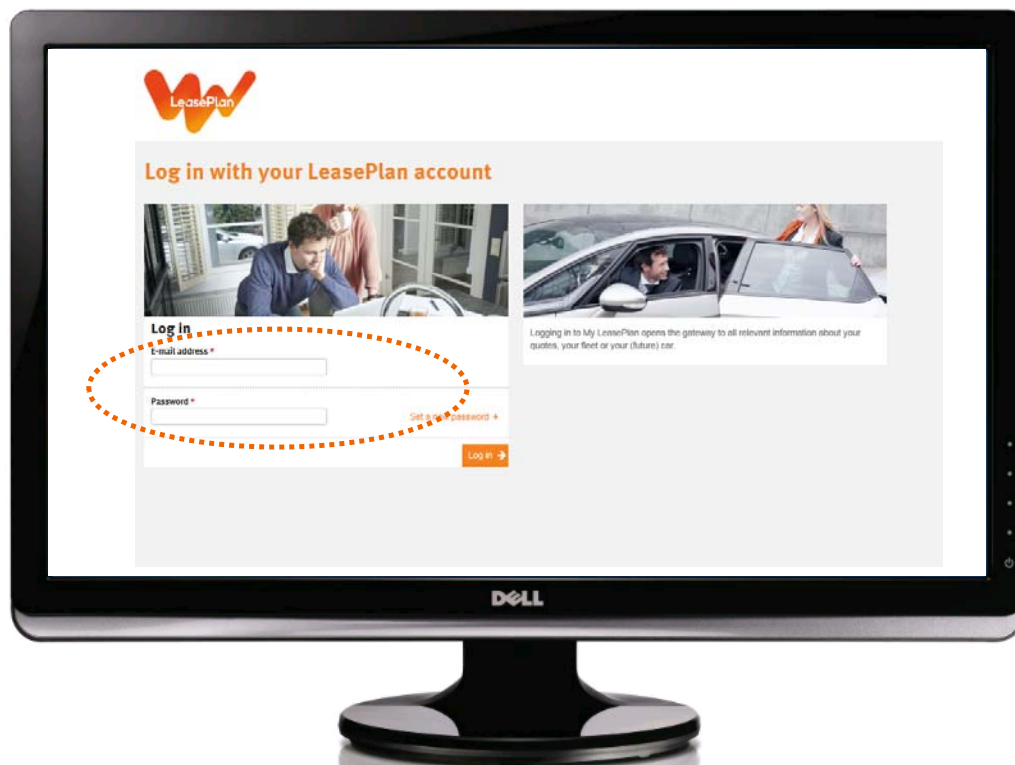 LeasePlan
Log in with your LeasePlan account
Log in
E-mail address *
Password *
Set a new password +
Log in
Logging in to My LeasePlan opens the gateway to all relevant information about your
quotes, your fleet or your (future) car.
DELL